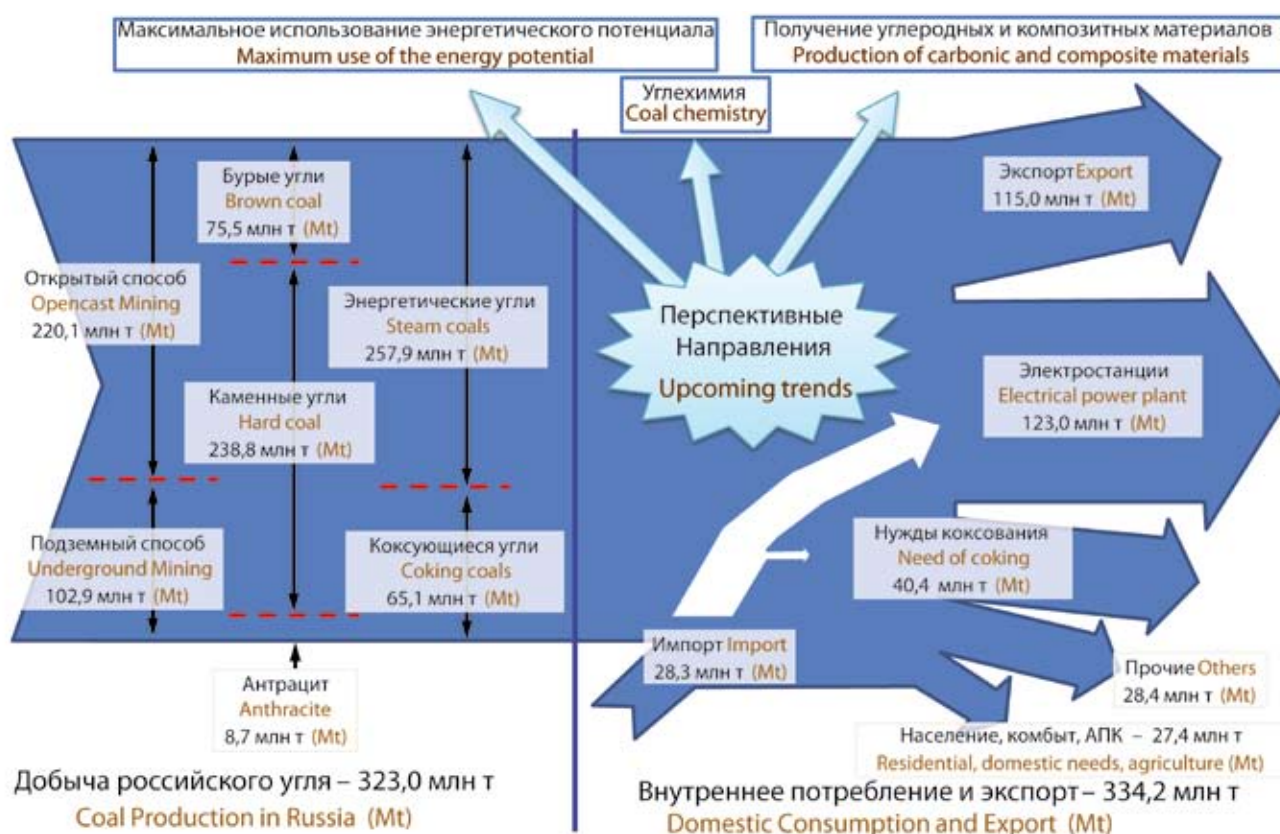 Максимальное использование энергетического потенциала
Maximum use of the energy potential
Получение углеродных и композитных материалов
Production of carbonic and composite materials
Углехимия
Coal chemistry
Бурые угли
Brown coal
75,5 млн т (Mt)
Экспорт Export
115,0 млн т (Mt)
Открытый способ
Opencast Mining
220,1 млн т (Mt)
Энергетические угли
Steam coals
257,9 млн т (Mt)
Перспективные
Направления
Upcoming trends
Каменные угли
Hard coal
238,8 млн т (Mt)
Электростанции
Electrical power plant
123,0 млн т (Mt)
Подземный способ
Underground Mining
102,9 млн т (Mt)
Коксующиеся угли
Coking coals
65,1 млн т (Mt)
Нужды коксования
Need of coking
40,4 млн т (Mt)
Импорт Import
28,3 млн т (Mt)
Прочие Others
28,4 млн т (Mt)
Антрацит
Anthracite
8,7 млн т (Mt)
Население, комбыт, АПК – 27,4 млн т
Residential, domestic needs, agriculture (Mt)
Добыча российского угля – 323,0 млн т
Coal Production in Russia (Mt)
Внутреннее потребление и экспорт – 334,2 млн т
Domestic Consumption and Export (Mt)